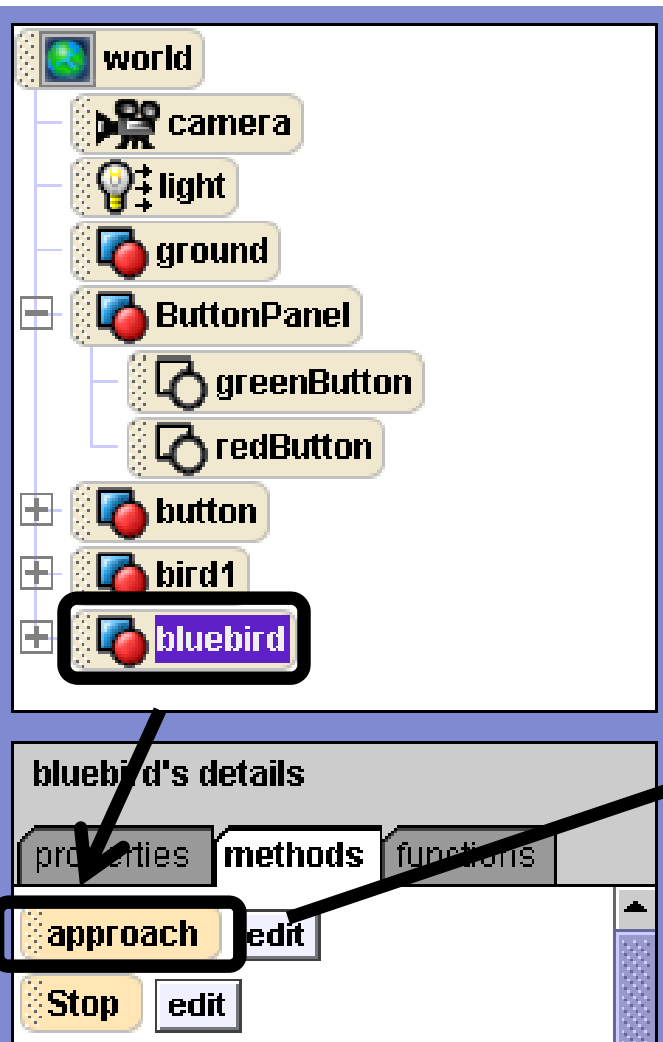 world
camera
light
ground
ButtonPanel
greenButton
redButton
button
bird1
bluebird
bluebird's details
properties methods functions
approach edit
Stop edit